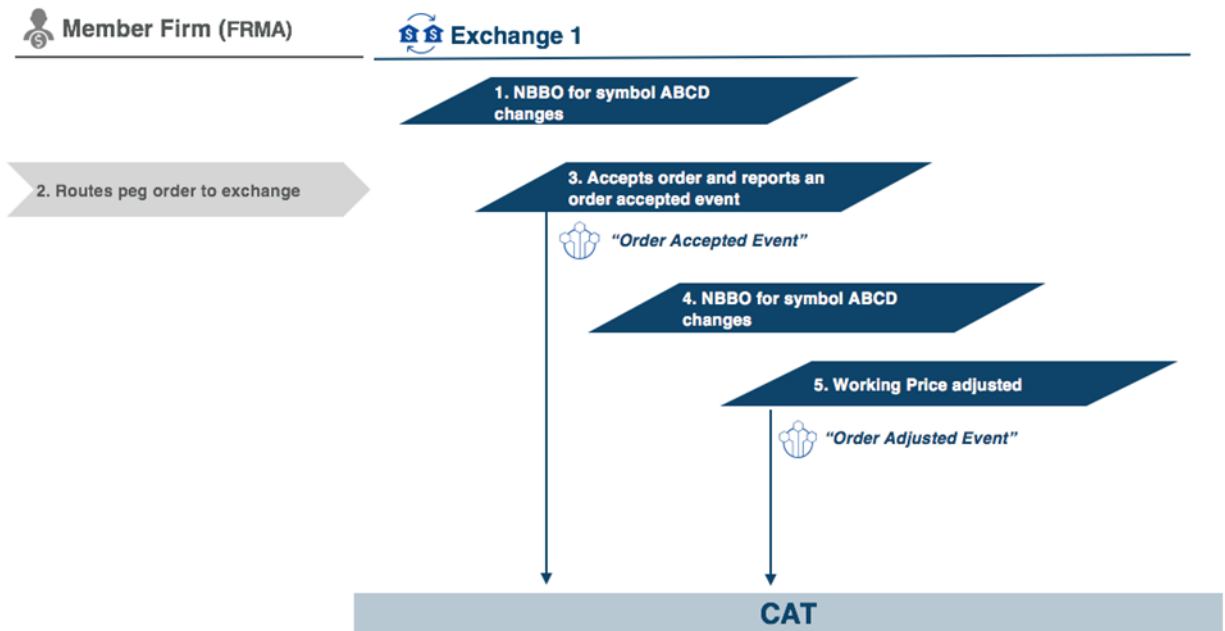 Member Firm (FRMA)
Exchange 1
1. NBBO for symbol ABCD
changes
2. Routes peg order to exchange
3. Accepts order and reports an
order accepted event
“Order Accepted Event”
4. NBBO for symbol ABCD
changes
5. Working Price adjusted
“Order Adjusted Event”
CAT